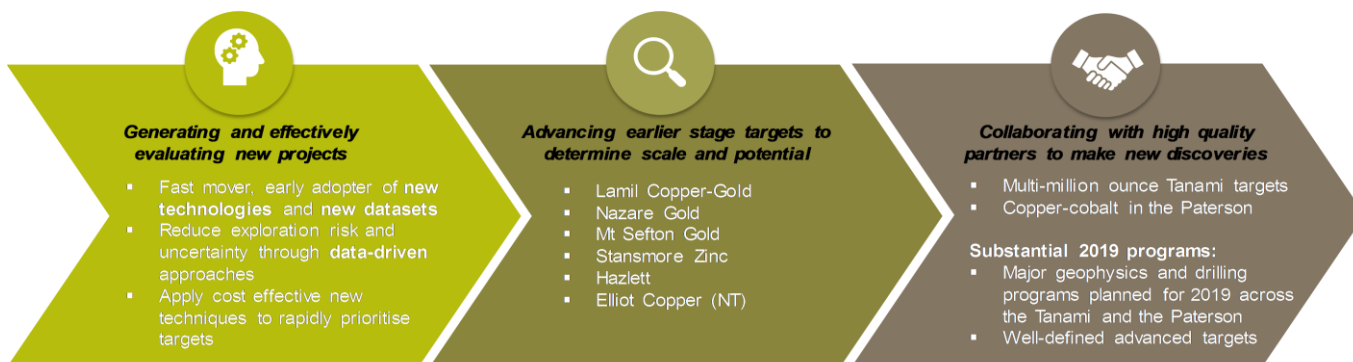 Generating and effectively
evaluating new projects
▪ Fast mover, early adopter of new
technologies and new datasets
▪ Reduce exploration risk and
uncertainty through data-driven
approaches
▪ Apply cost effective new
techniques to rapidly prioritise
targets
Advancing earlier stage targets to
determine scale and potential
▪ Lamil Copper-Gold
▪ Nazare Gold
▪ Mt Sefton Gold
▪ Stansmore Zinc
▪ Hazlett
▪ Elliot Copper (NT)
Collaborating with high quality
partners to make new discoveries
▪ Multi-million ounce Tanami targets
▪ Copper-cobalt in the Paterson
Substantial 2019 programs:
▪ Major geophysics and drilling
programs planned for 2019 across
the Tanami and the Paterson
▪ Well-defined advanced targets